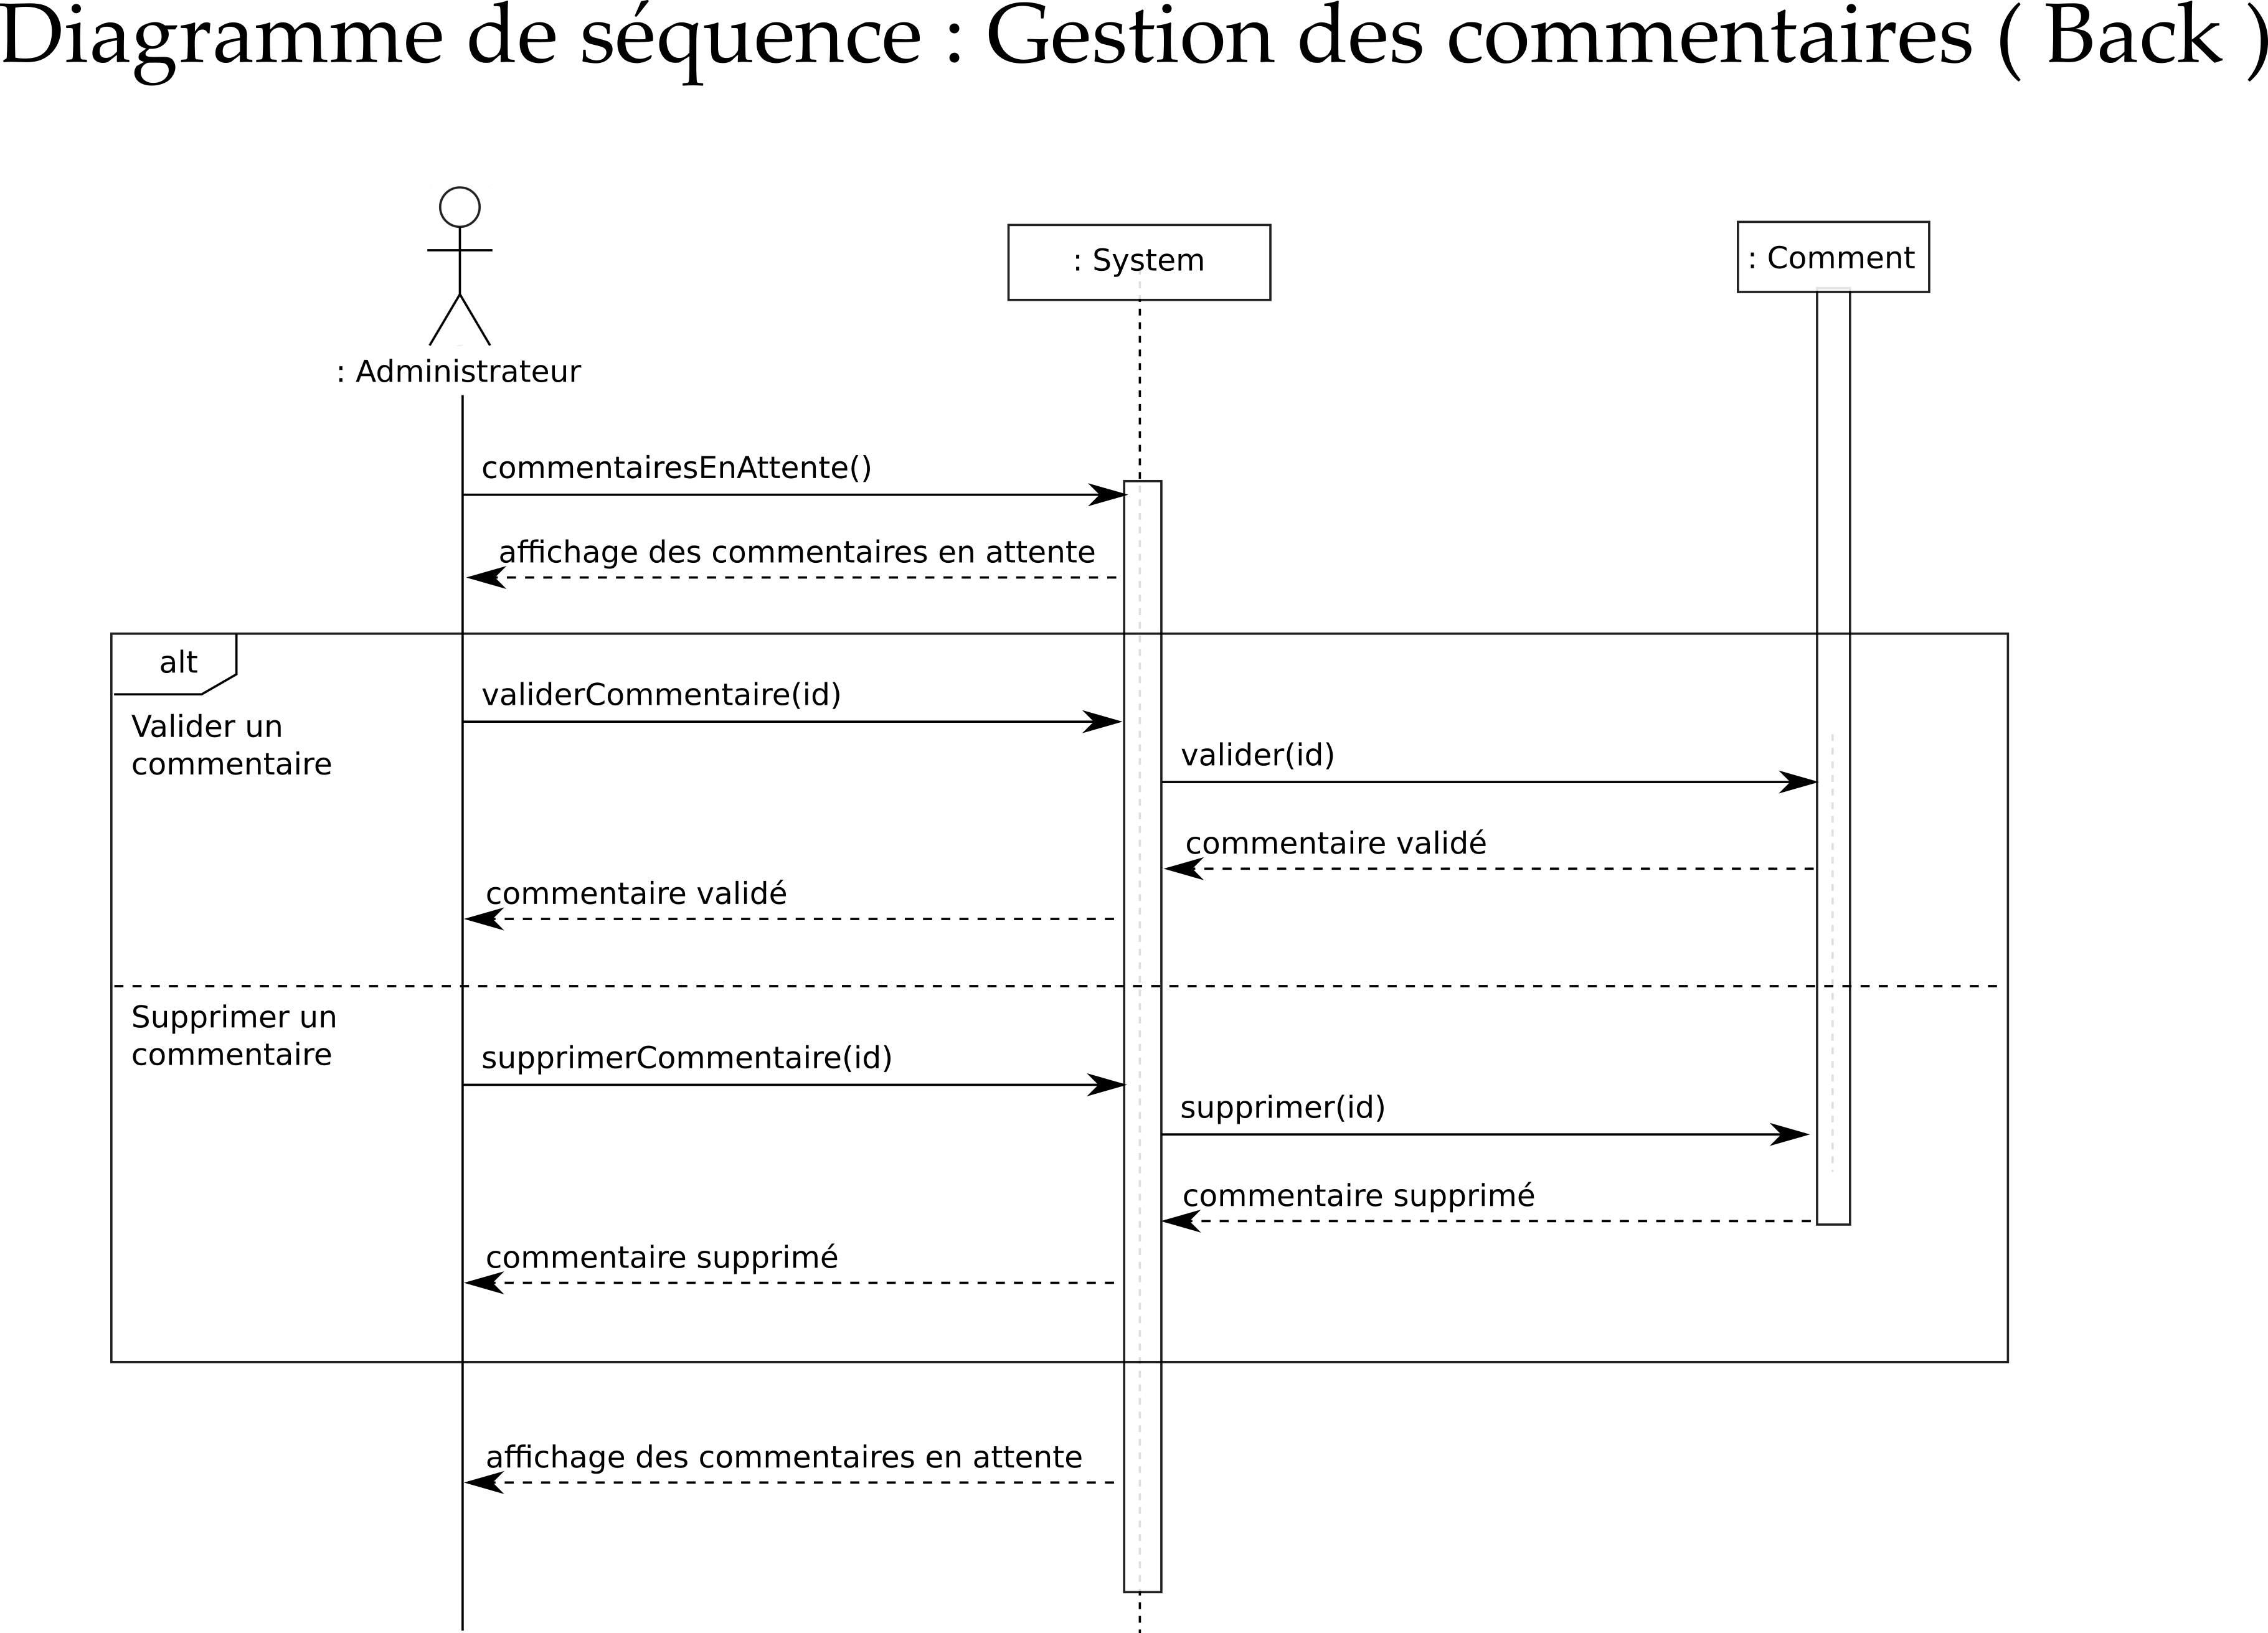 Diagramme de séquence : Gestion des commentaires ( Back )
: System
: Comment
: Administrateur
commentairesEnAttente()
affichage des commentaires en attente
alt
validerCommentaire(id)
Valider un
commentaire
valider(id)
commentaire validé
commentaire validé
Supprimer un
commentaire
supprimerCommentaire(id)
supprimer(id)
commentaire supprimé
commentaire supprimé
affichage des commentaires en attente